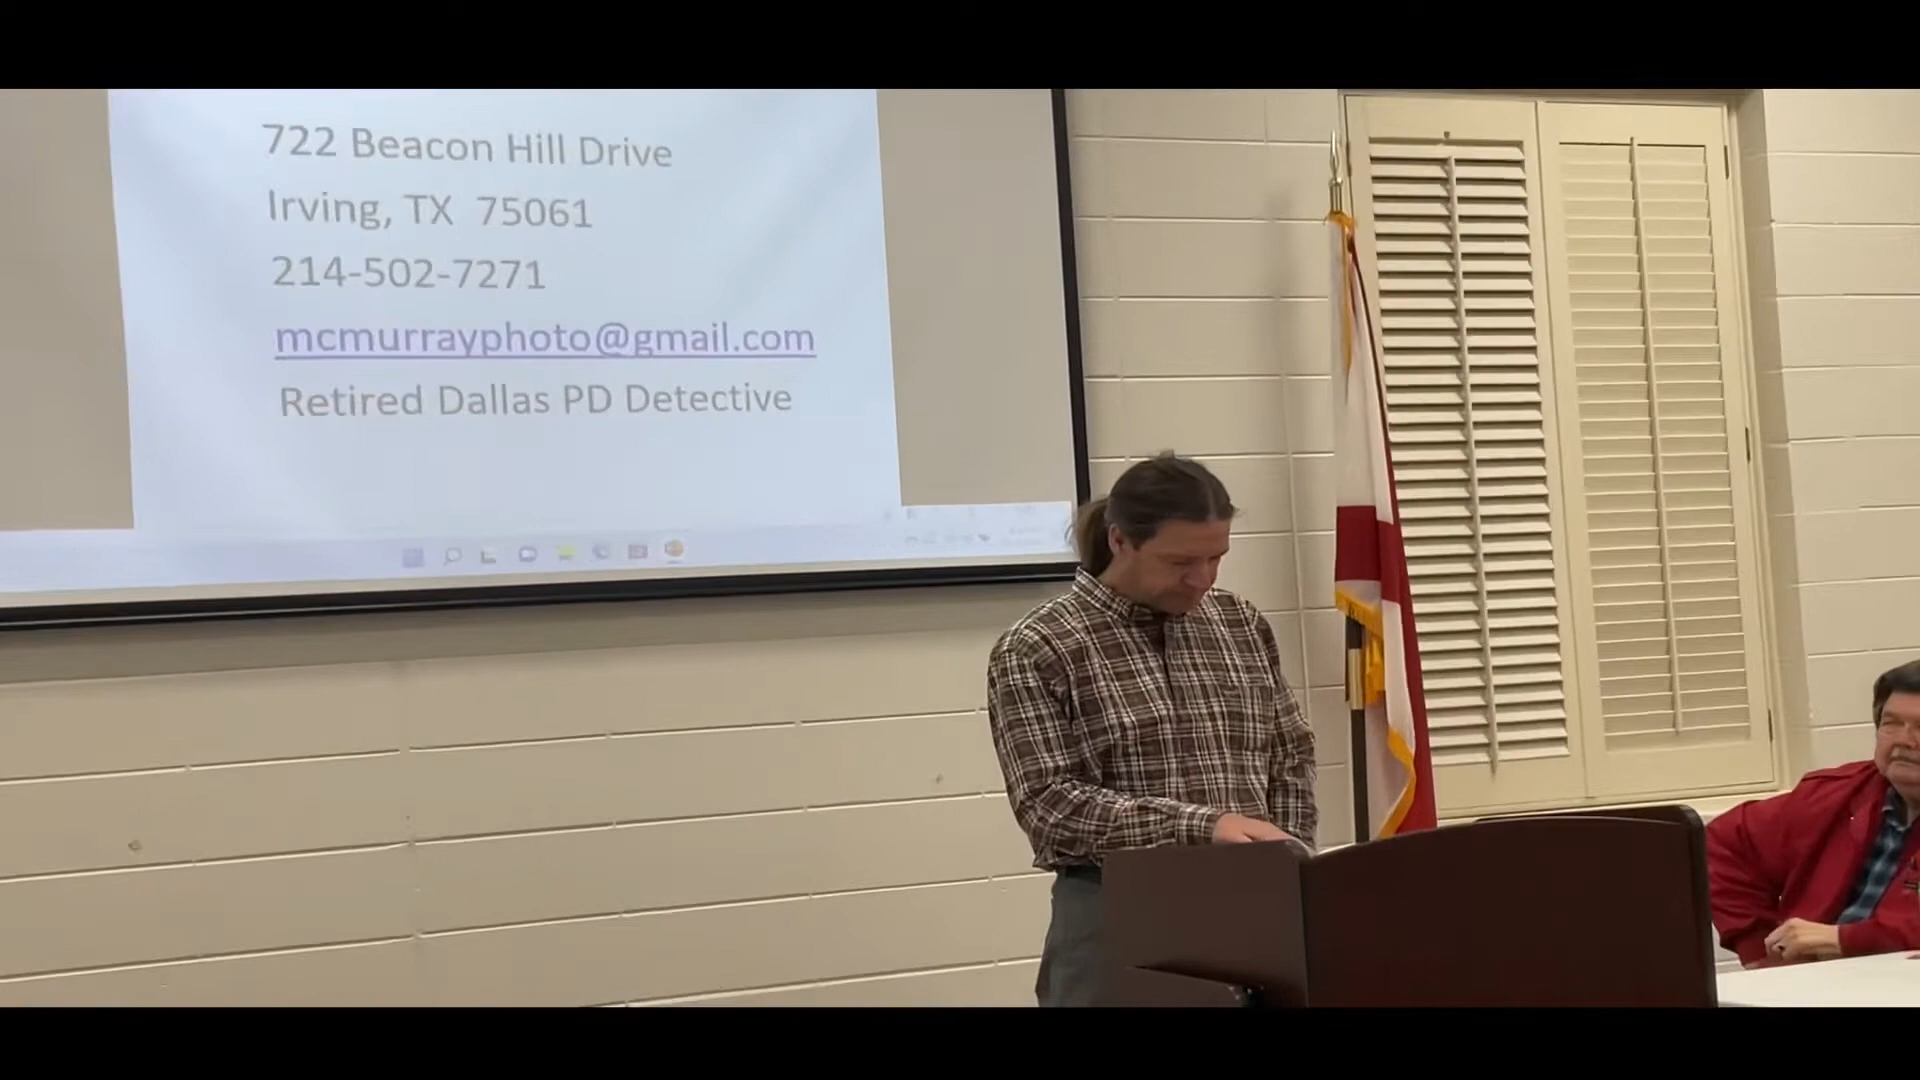 722 Beacon Hill Drive
Irving, TX 75061
214-502-7271
mcmurrayphoto@gmail.com
Retired Dallas PD Detective